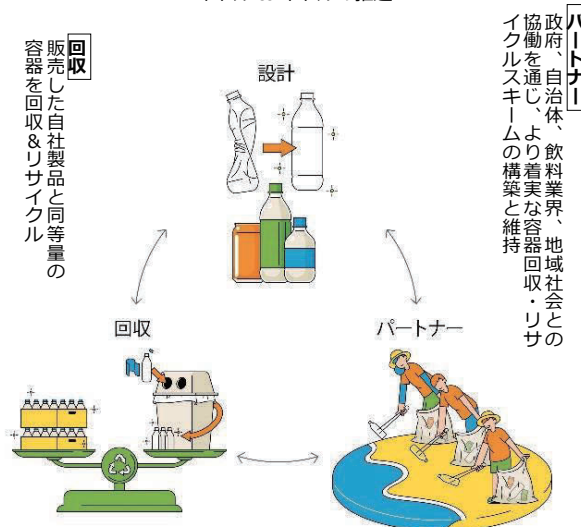 パートナー
政府、自治体、飲料業界、地域社会との
協働を通じ、より着実な容器回収・リサ
イクルスキームの構築と維持
回収
販売した自社製品と同等量の
容器を回収&リサイクル
設計
回収
パートナー